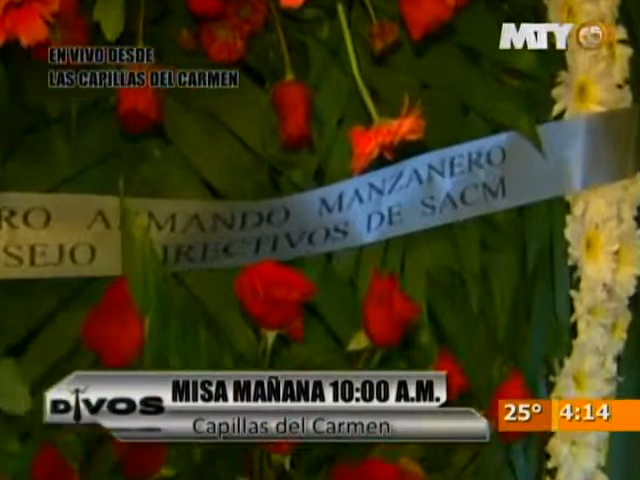 MTY
EN VIVO DESDE
LAS CAPILLAS DEL CARMEN
RO ARMANDO MANZANERO
SEJO DIRECTIVOS DE SACM
DIVOS
MISA MAÑANA 10:00 A.M.
Capillas del Carmen
25° 4:14